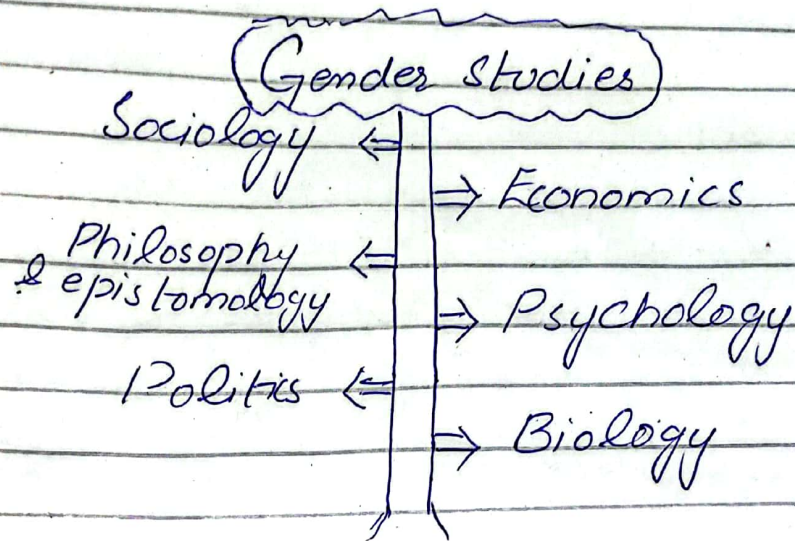 Gender studies
Sociology
Economics
Philosophy
& epistomology
Psychology
Politics
Biology